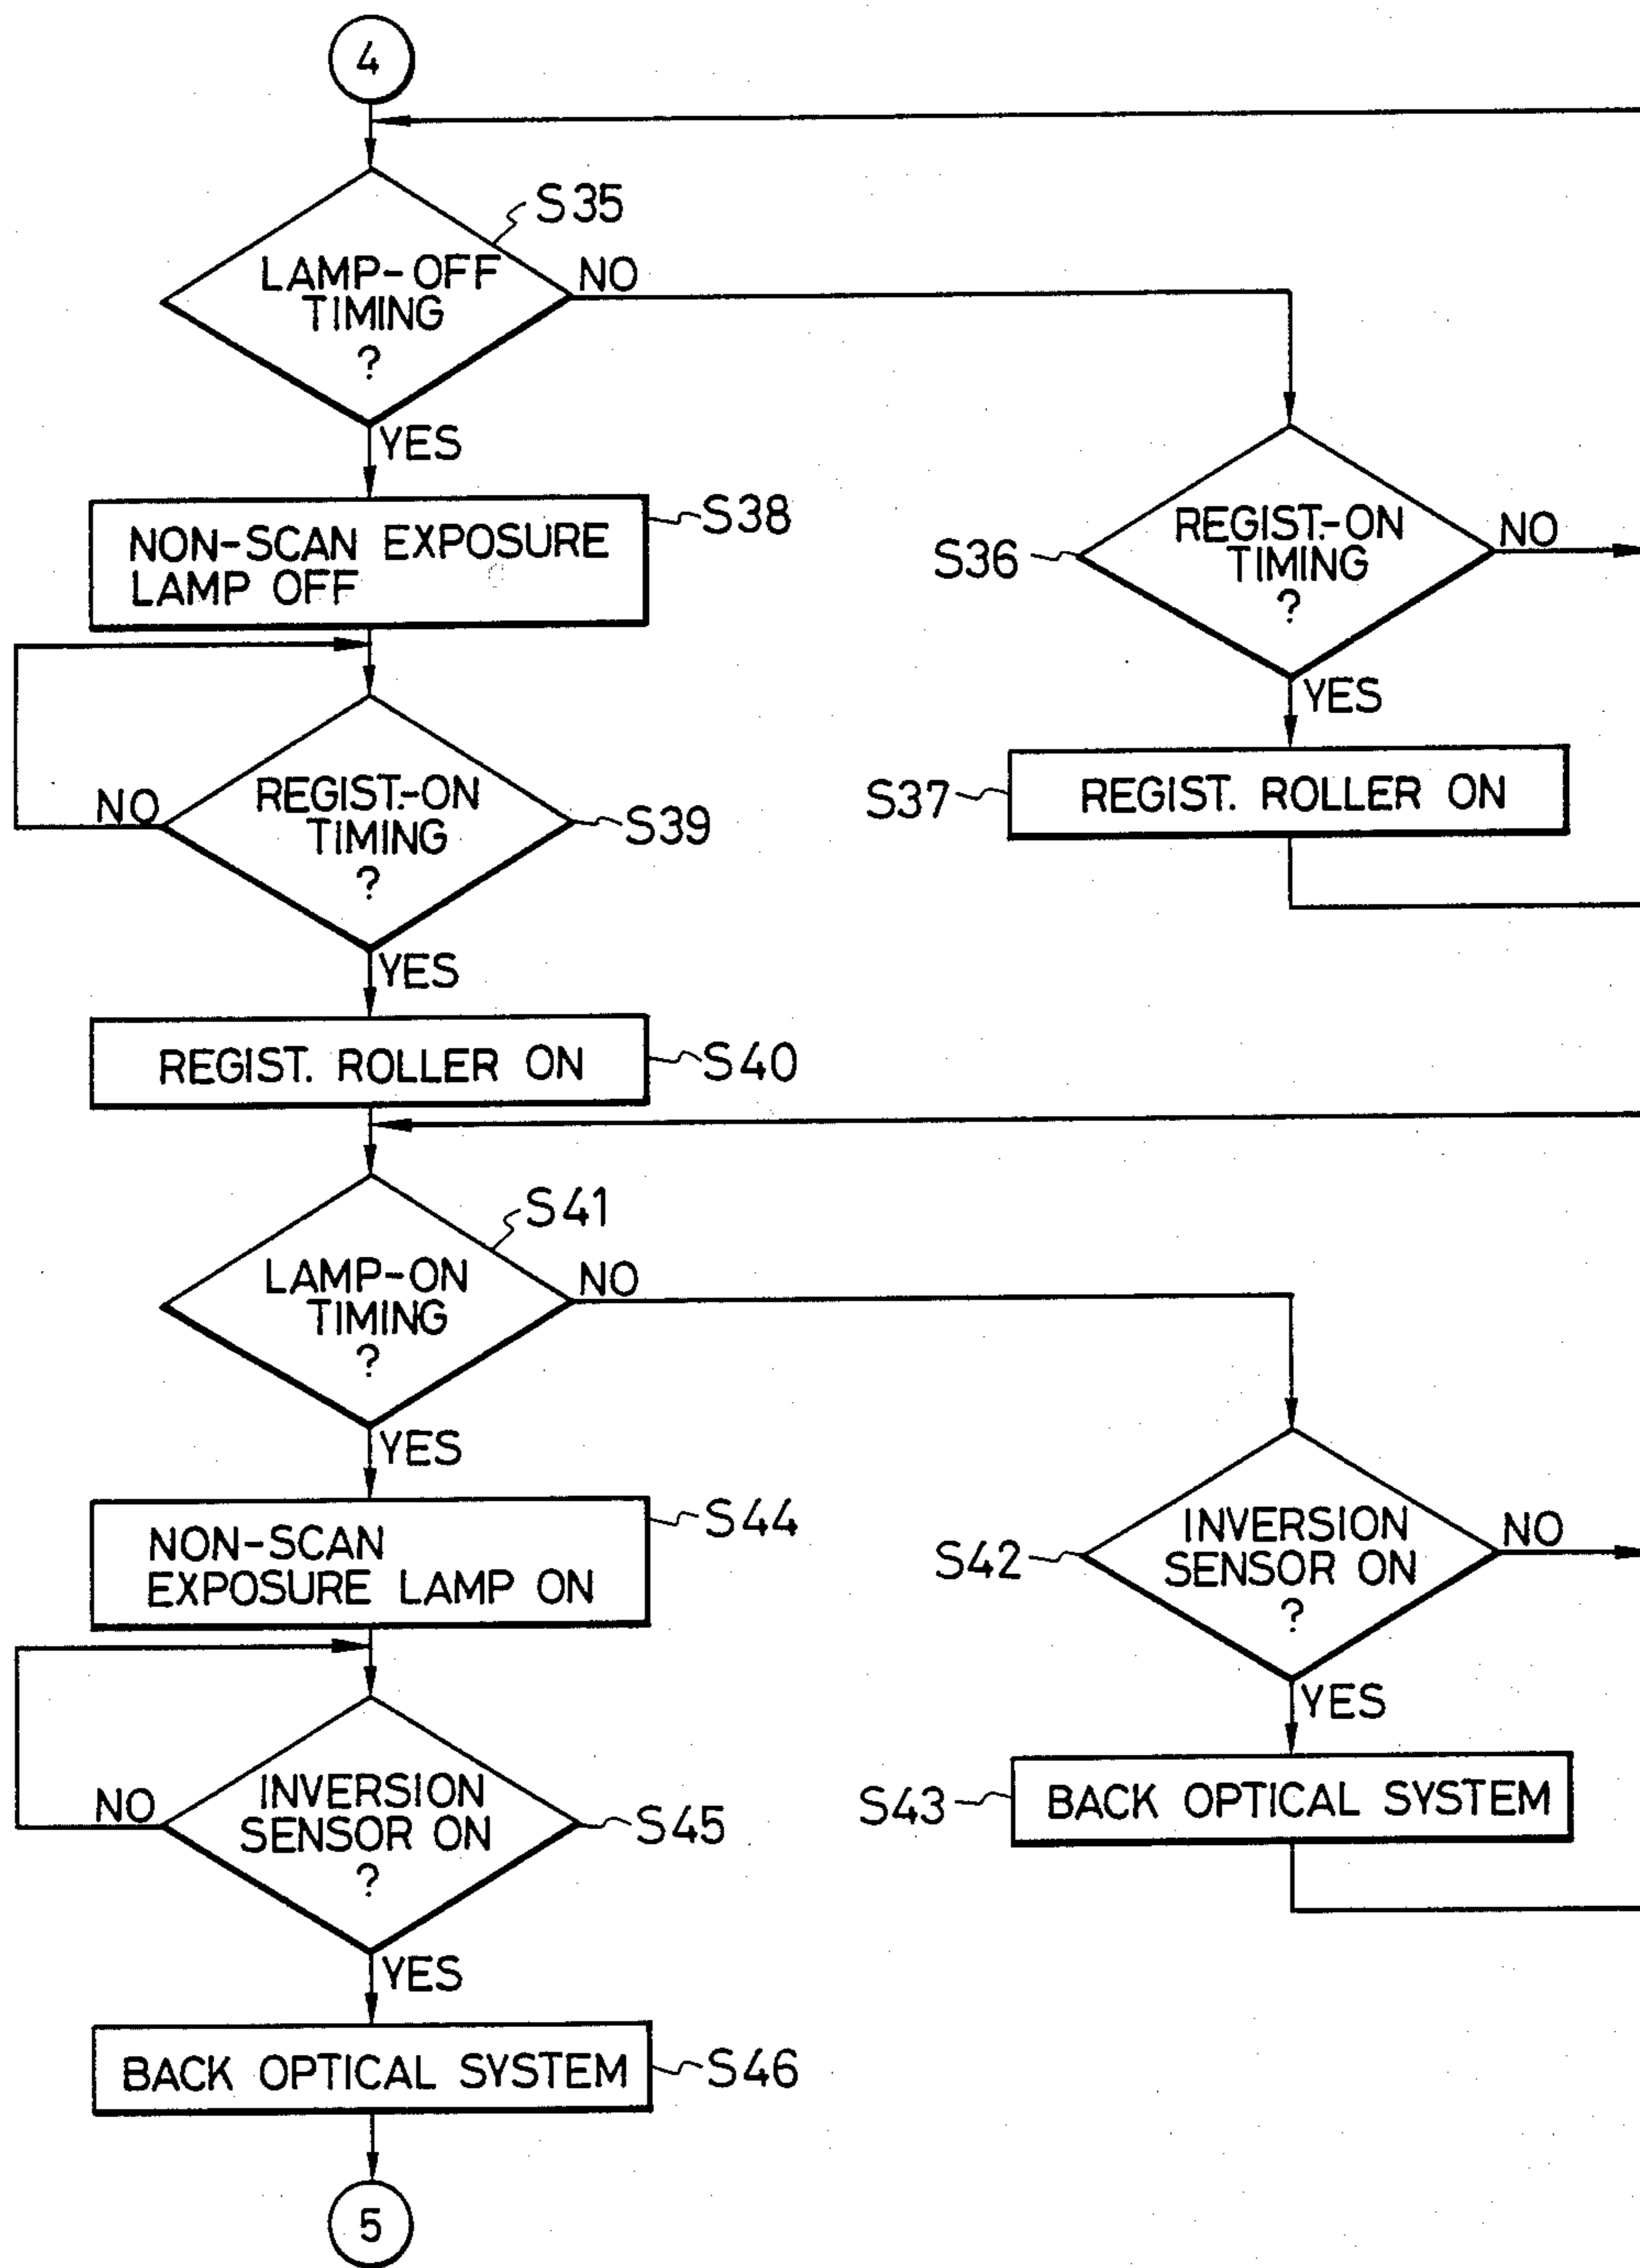 4
S35
LAMP-OFF
TIMING
?
NO
YES
S38
NON-SCAN EXPOSURE
LAMP OFF
S36
REGIST.-ON
TIMING
?
NO
YES
S37
REGIST. ROLLER ON
REGIST.-ON
TIMING
?
NO
S39
YES
REGIST. ROLLER ON
S40
S41
LAMP-ON
TIMING
?
NO
YES
S44
NON-SCAN
EXPOSURE LAMP ON
S42
INVERSION
SENSOR ON
?
NO
YES
S43
BACK OPTICAL SYSTEM
INVERSION
SENSOR ON
?
NO
S45
YES
BACK OPTICAL SYSTEM
S46
5